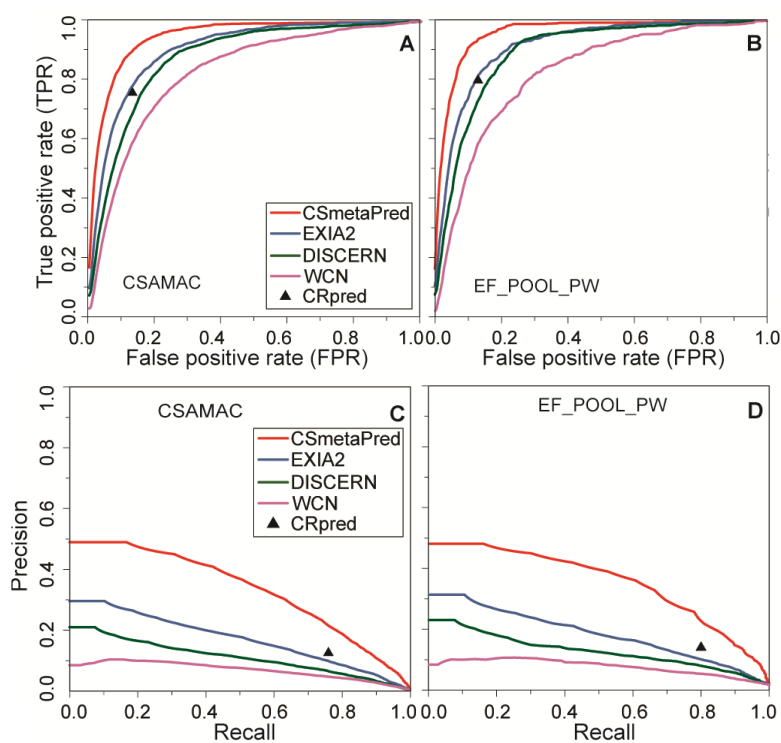 A
True positive rate (TPR)
0.0 0.2 0.4 0.6 0.8 1.0
CSmetaPred
EXIA2
DISCERN
WCN
CRpred
CSAMAC
0.0 0.2 0.4 0.6 0.8 1.0
False positive rate (FPR)
B
EF_POOL_PW
0.0 0.2 0.4 0.6 0.8 1.0
False positive rate (FPR)
CSAMAC
C
Precision
0.0 0.2 0.4 0.6 0.8 1.0
CSmetaPred
EXIA2
DISCERN
WCN
CRpred
0.0 0.2 0.4 0.6 0.8 1.0
Recall
EF_POOL_PW
D
0.0 0.2 0.4 0.6 0.8 1.0
Recall